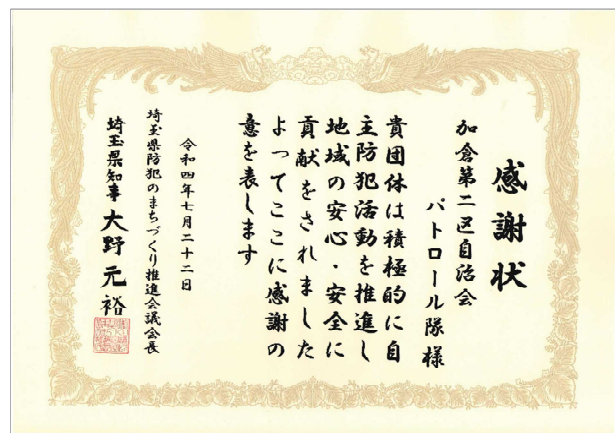 感謝状
加倉第二区自治会
パトロール隊様
貴団体は積極的に自
主防犯活動を推進し
地域の安心・安全に
貢献をされました
よってここに感謝の
意を表します
令和四年七月二十二日
埼玉県防犯のまちづくり推進会議会長
埼玉県知事 大野元裕